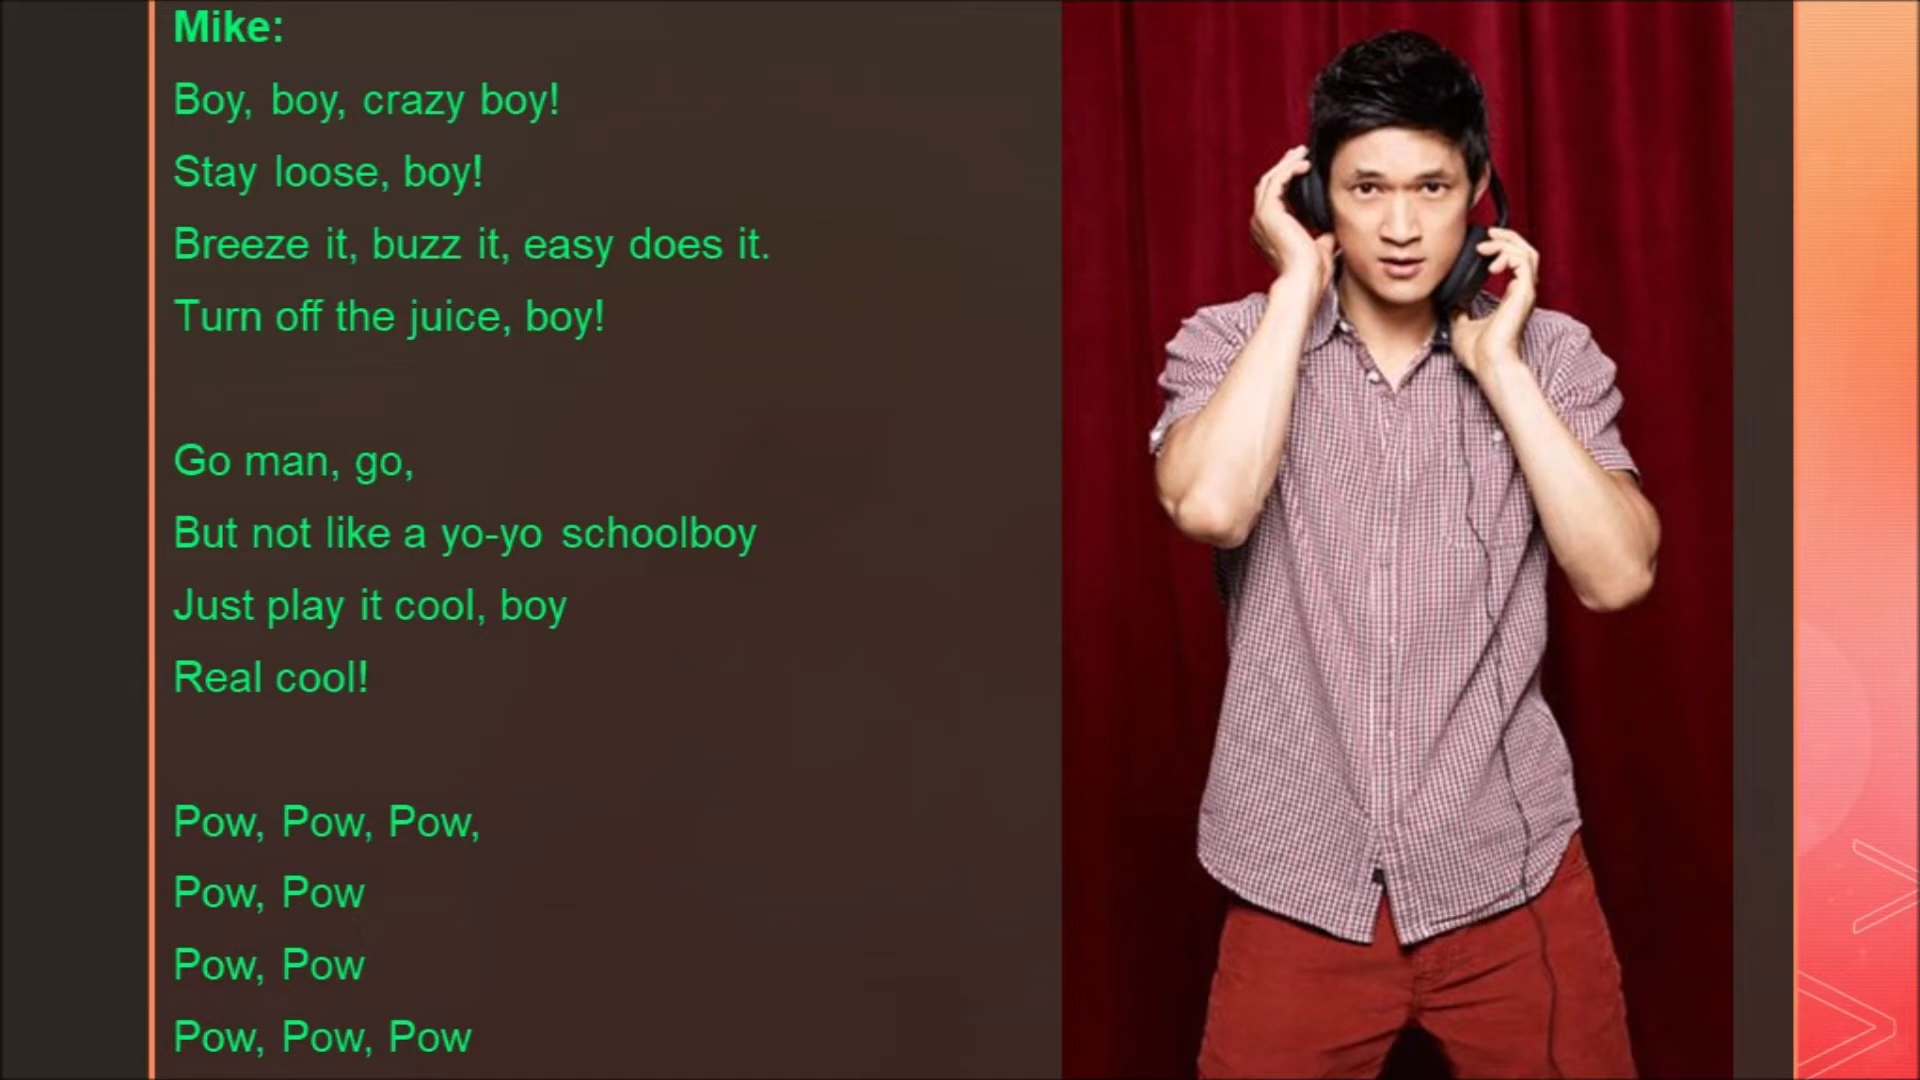 Mike:
Boy, boy, crazy boy!
Stay loose, boy!
Breeze it, buzz it, easy does it.
Turn off the juice, boy!
Go man, go,
But not like a yo-yo schoolboy
Just play it cool, boy
Real cool!
Pow, Pow, Pow,
Pow, Pow
Pow, Pow
Pow, Pow, Pow